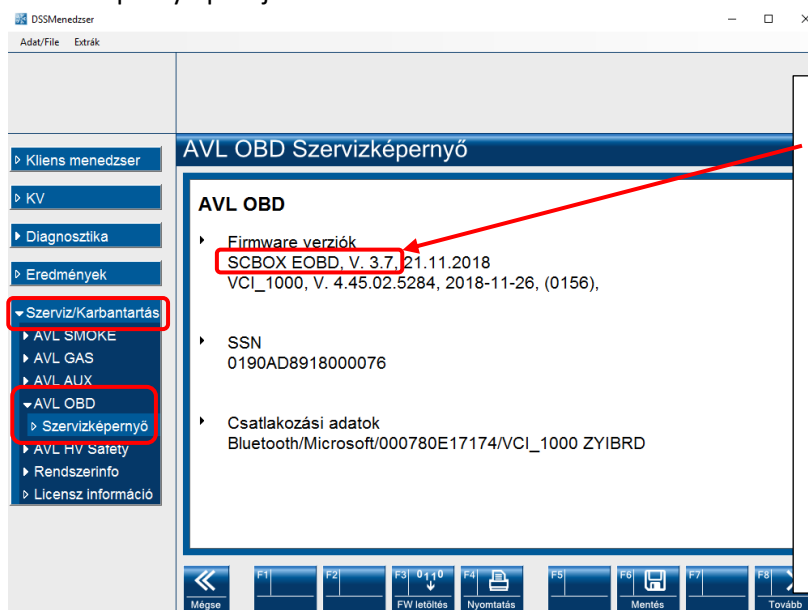 DSSMenedzser
Adat/File Extrák
Kliens menedzser
KV
Diagnosztika
Eredmények
Szerviz/Karbantartás
AVL SMOKE
AVL GAS
AVL AUX
AVL OBD
Szervizképernyő
AVL HV Safety
Rendszerinfo
Licensz információ
AVL OBD Szervizképernyő
AVL OBD
Firmware verziók
SCBOX EOBD, V. 3.7, 21.11.2018
VCI_1000, V. 4.45.02.5284, 2018-11-26, (0156),
SSN
0190AD8918000076
Csatlakozási adatok
Bluetooth/Microsoft/000780E17174/VCI_1000 ZYIBRD
F1 F2 F3 0110 F4 F5 F6 F7 F8
Mégse FW letöltés Nyomtatás Mentés Tovább